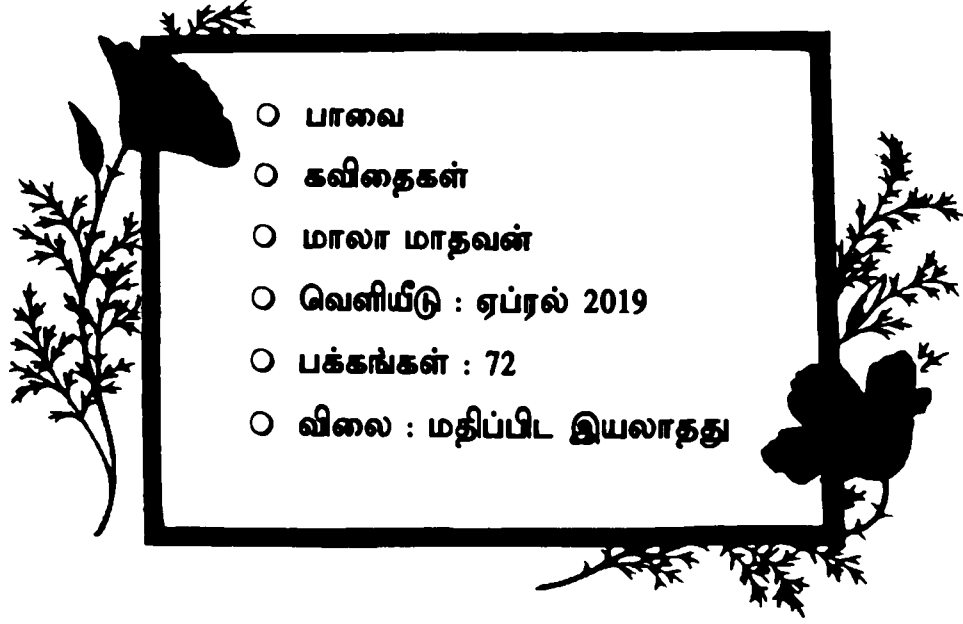 ○ பாவை
○ கவிதைகள்
○ மாலா மாதவன்
○ வெளியீடு : ஏப்ரல் 2019
○ பக்கங்கள் : 72
○ விலை : மதிப்பிட இயலாதது